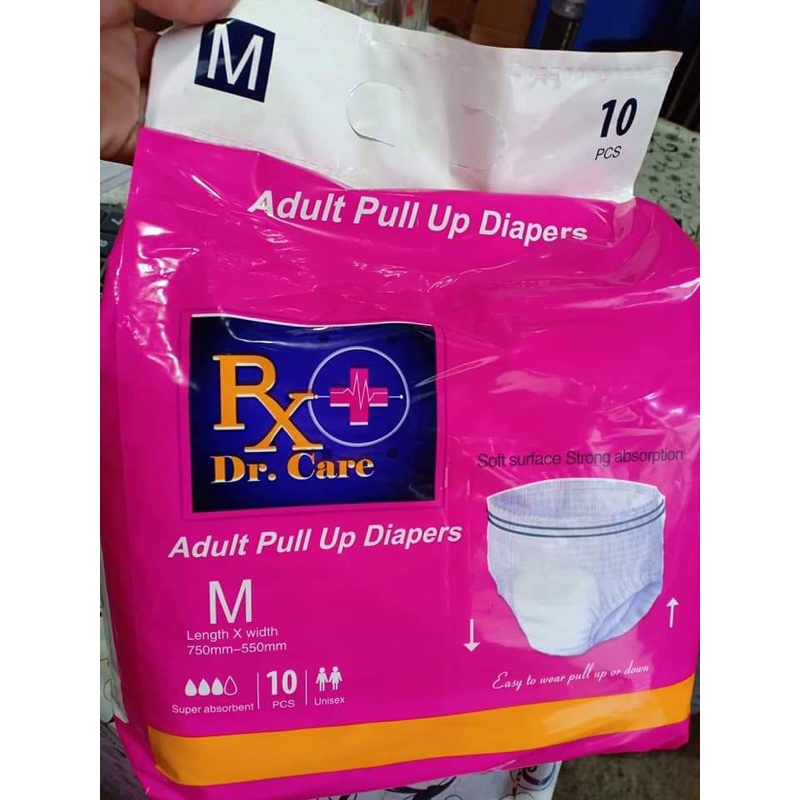 M
10
PCS
Adult Pull Up Diapers
Rx
Dr. Care
Soft surface Strong absorption
Adult Pull Up Diapers
M
Length X width
750mm-550mm
Super absorbent
10
PCS
Unisex
Easy to wear pull up or down